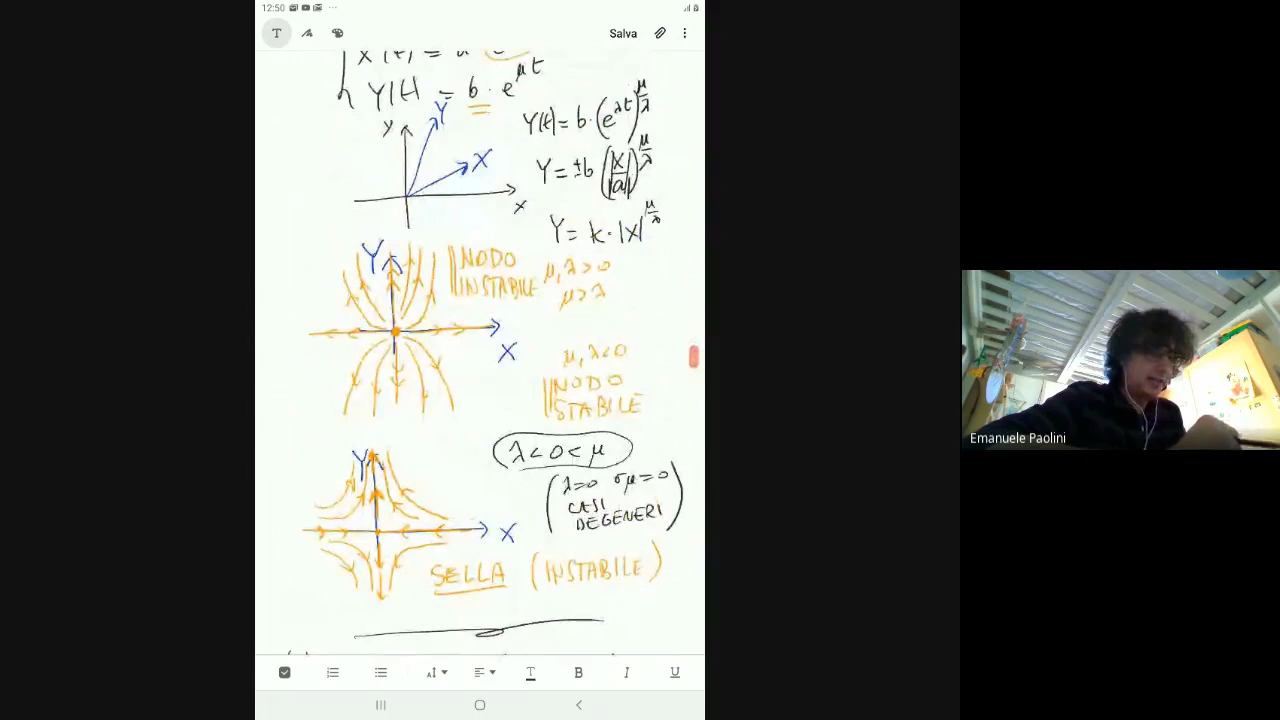 12:50
T
Salva
Y(t) = b · e^{μt}
y
Y
X
x
Y(t) = b · (e^{λt})^{μ/λ}
Y = ±b (|X|/|a|)^{μ/λ}
Y = k · |X|^{μ/λ}
Y
NODO
INSTABILE
μ, λ > 0
μ > λ
X
μ, λ < 0
NODO
STABILE
λ < 0 < μ
Y
X
(λ=0 o μ=0
CASI
DEGENERI)
SELLA (INSTABILE)
B I U
Emanuele Paolini